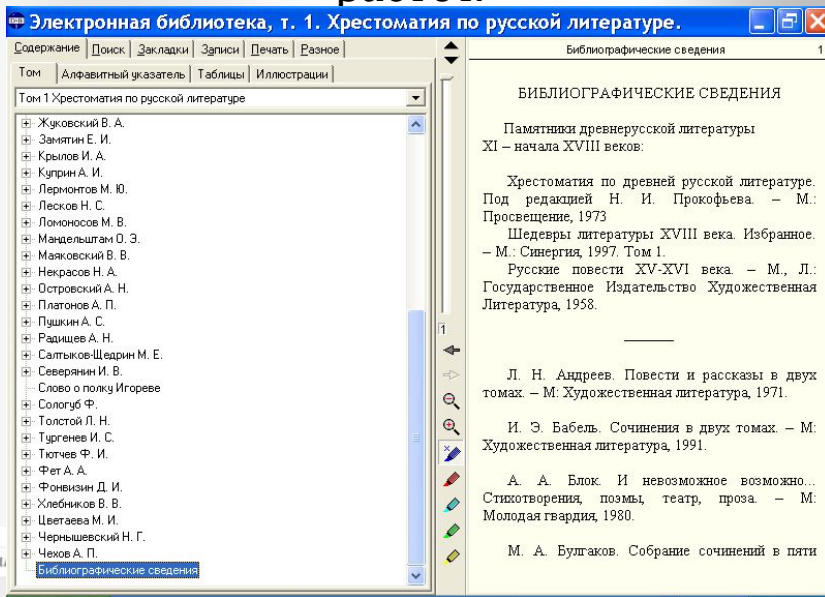 Электронная библиотека, т. 1. Хрестоматия по русской литературе.
Содержание Поиск Закладки Записи Печать Разное
Том Алфавитный указатель Таблицы Иллюстрации
Том 1 Хрестоматия по русской литературе
Жуковский В. А.
Замятин Е. И.
Крылов И. А.
Куприн А. И.
Лермонтов М. Ю.
Лесков Н. С.
Ломоносов М. В.
Мандельштам О. Э.
Маяковский В. В.
Некрасов Н. А.
Островский А. Н.
Платонов А. П.
Пушкин А. С.
Радищев А. Н.
Салтыков-Щедрин М. Е.
Северянин И. В.
Слово о полку Игореве
Сологуб Ф.
Толстой Л. Н.
Тургенев И. С.
Тютчев Ф. И.
Фет А. А.
Фонвизин Д. И.
Хлебников В. В.
Цветаева М. И.
Чернышевский Н. Г.
Чехов А. П.
Библиографические сведения
1
Библиографические сведения 1
БИБЛИОГРАФИЧЕСКИЕ СВЕДЕНИЯ
Памятники древнерусской литературы
XI – начала XVIII веков:
Хрестоматия по древней русской литературе.
Под редакцией Н. И. Прокофьева. – М.:
Просвещение, 1973
Шедевры литературы XVIII века. Избранное.
– М.: Синергия, 1997. Том 1.
Русские повести XV-XVI века. – М., Л.:
Государственное Издательство Художественная
Литература, 1958.
Л. Н. Андреев. Повести и рассказы в двух
томах. – М: Художественная литература, 1971.
И. Э. Бабель. Сочинения в двух томах. – М:
Художественная литература, 1991.
А. А. Блок. И невозможное возможно...
Стихотворения, поэмы, театр, проза. – М:
Молодая гвардия, 1980.
М. А. Булгаков. Собрание сочинений в пяти